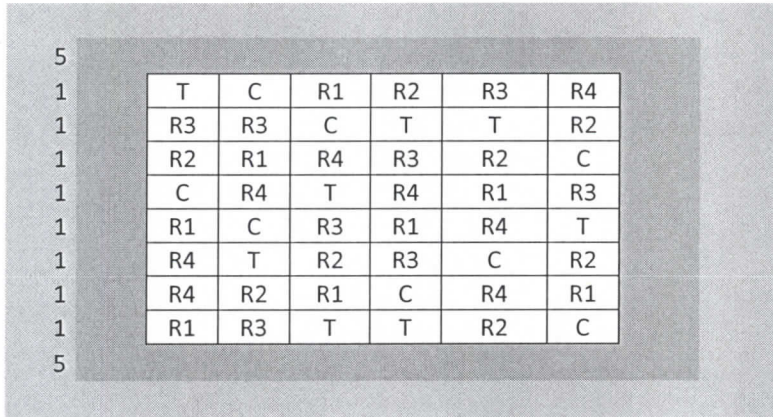 5
1 T C R1 R2 R3 R4
1 R3 R3 C T T R2
1 R2 R1 R4 R3 R2 C
1 C R4 T R4 R1 R3
1 R1 C R3 R1 R4 T
1 R4 T R2 R3 C R2
1 R4 R2 R1 C R4 R1
1 R1 R3 T T R2 C
5